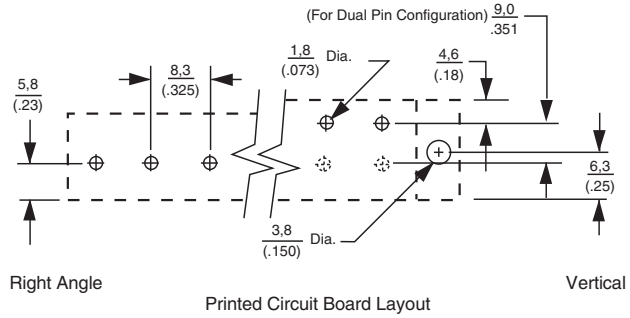 (For Dual Pin Configuration) 9,0
.351
1,8 Dia.
(.073)
4,6
(.18)
8,3
(.325)
5,8
(.23)
6,3
(.25)
3,8 Dia.
(.150)
Right Angle
Vertical
Printed Circuit Board Layout